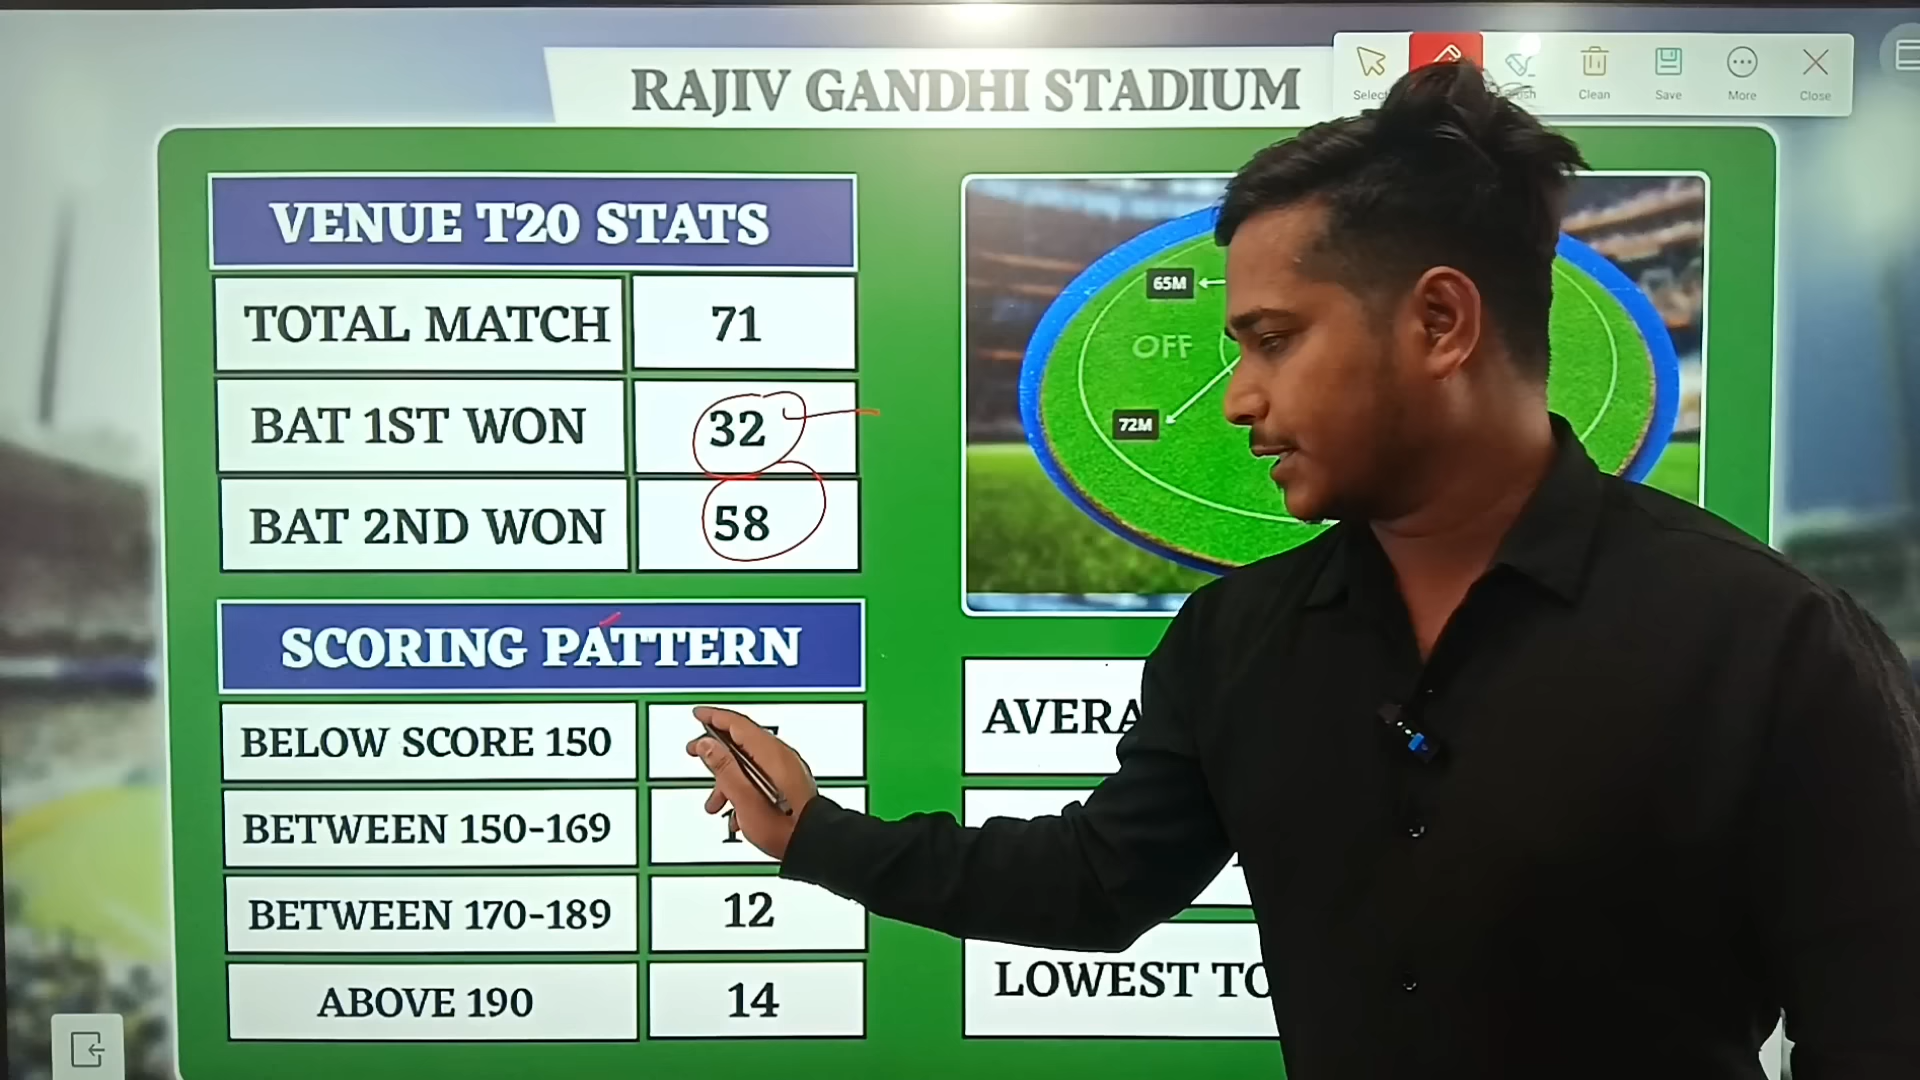 RAJIV GANDHI STADIUM
Select
Clean
Save
More
Close
VENUE T20 STATS
TOTAL MATCH 71
BAT 1ST WON 32
BAT 2ND WON 58
65M
OFF
72M
SCORING PATTERN
BELOW SCORE 150
BETWEEN 150-169
BETWEEN 170-189 12
ABOVE 190 14
LOWEST